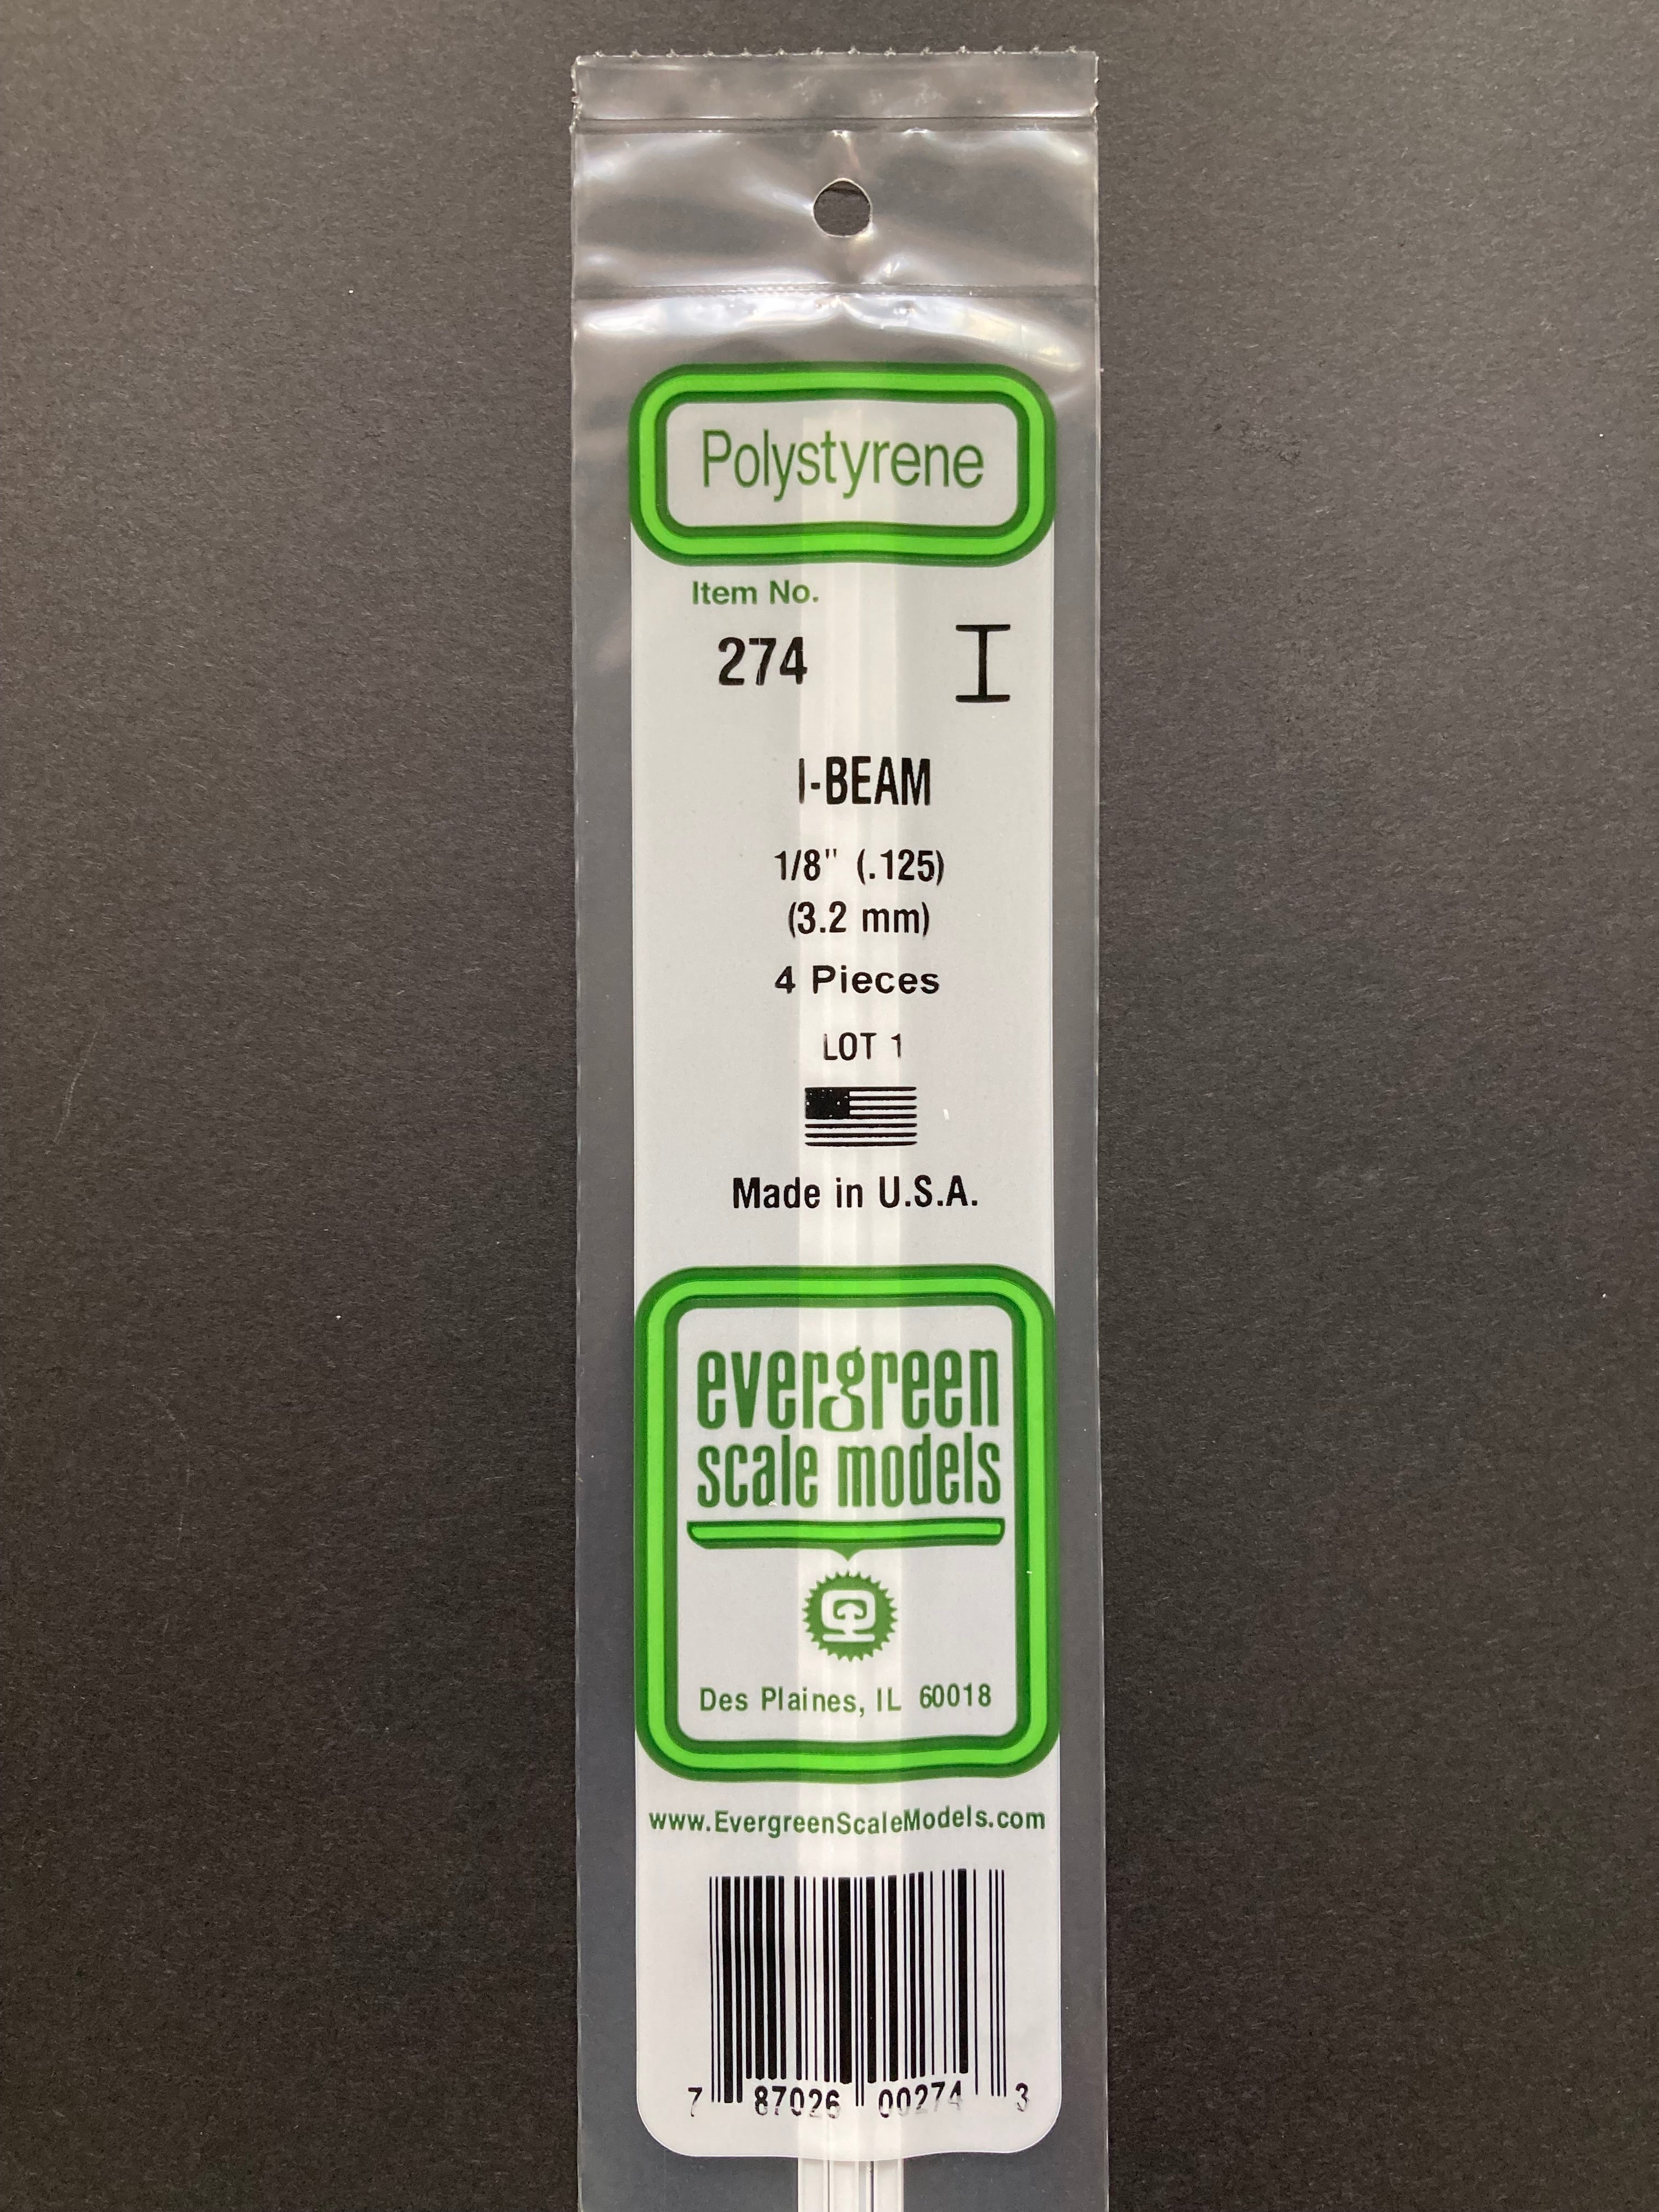 Polystyrene
Item No.
274
I-BEAM
1/8" (.125)
(3.2 mm)
4 Pieces
LOT 1
Made in U.S.A.
evergreen
scale models
Des Plaines, IL 60018
www.EvergreenScaleModels.com
7 87026 00274 3